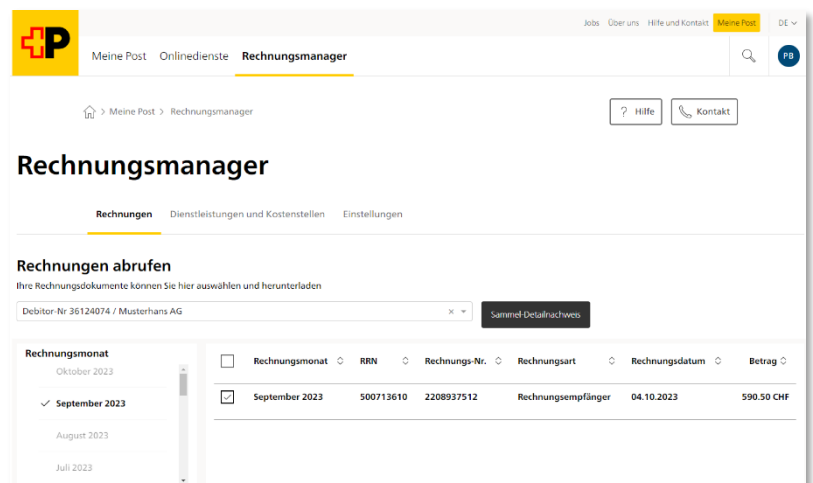 Jobs Über uns Hilfe und Kontakt Meine Post DE
P
Meine Post Onlinedienste Rechnungsmanager
PB
> Meine Post > Rechnungsmanager
? Hilfe Kontakt
Rechnungsmanager
Rechnungen Dienstleistungen und Kostenstellen Einstellungen
Rechnungen abrufen
Ihre Rechnungsdokumente können Sie hier auswählen und herunterladen
Debitor-Nr 36124074 / Musterhans AG
Sammel-Detailnachweis
Rechnungsmonat
Oktober 2023
September 2023
August 2023
Juli 2023
Rechnungsmonat RRN Rechnungs-Nr. Rechnungsart Rechnungsdatum Betrag
September 2023 500713610 2208937512 Rechnungsempfänger 04.10.2023 590.50 CHF